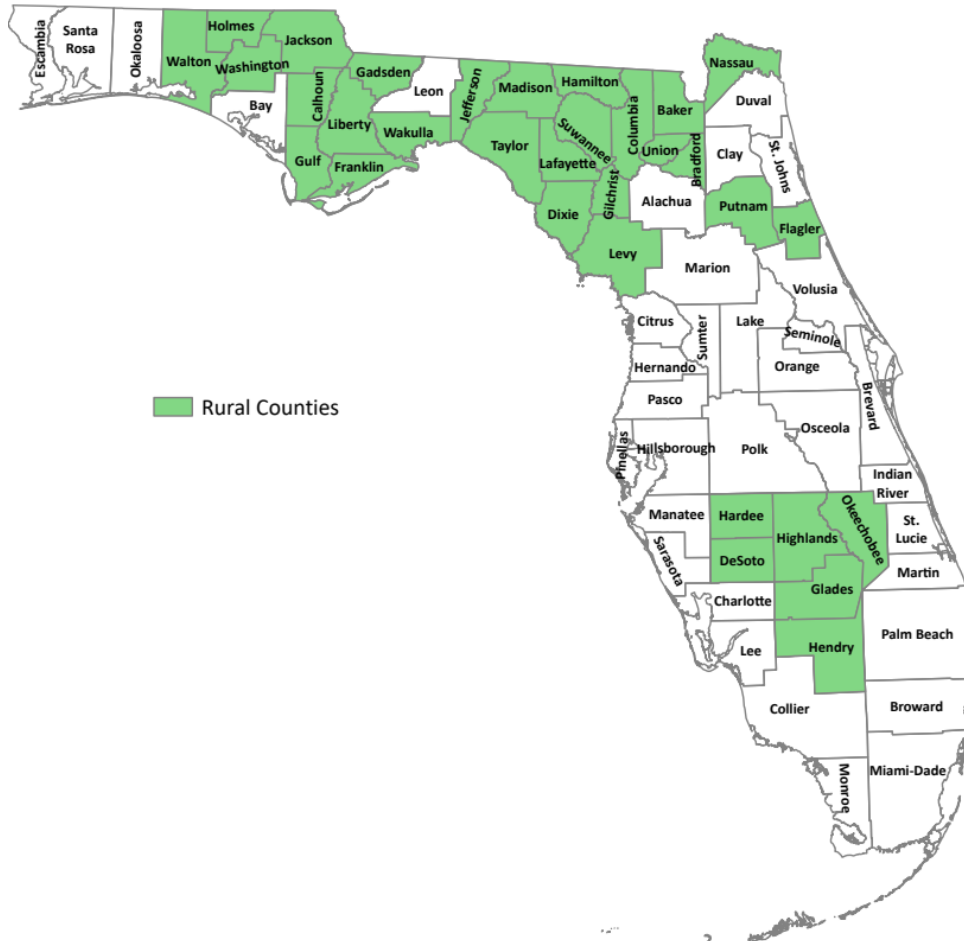 Escambia
Santa
Rosa
Okaloosa
Walton
Holmes
Washington
Jackson
Bay
Calhoun
Gulf
Liberty
Franklin
Gadsden
Leon
Wakulla
Jefferson
Madison
Taylor
Hamilton
Suwannee
Lafayette
Dixie
Gilchrist
Columbia
Baker
Union
Bradford
Nassau
Duval
Clay
St. Johns
Alachua
Putnam
Flagler
Levy
Marion
Volusia
Citrus
Sumter
Lake
Seminole
Hernando
Orange
Pasco
Brevard
Rural Counties
Pinellas
Hillsborough
Polk
Osceola
Indian
River
Manatee
Hardee
Highlands
Okeechobee
St.
Lucie
Sarasota
DeSoto
Martin
Charlotte
Glades
Lee
Hendry
Palm Beach
Collier
Broward
Monroe
Miami-Dade